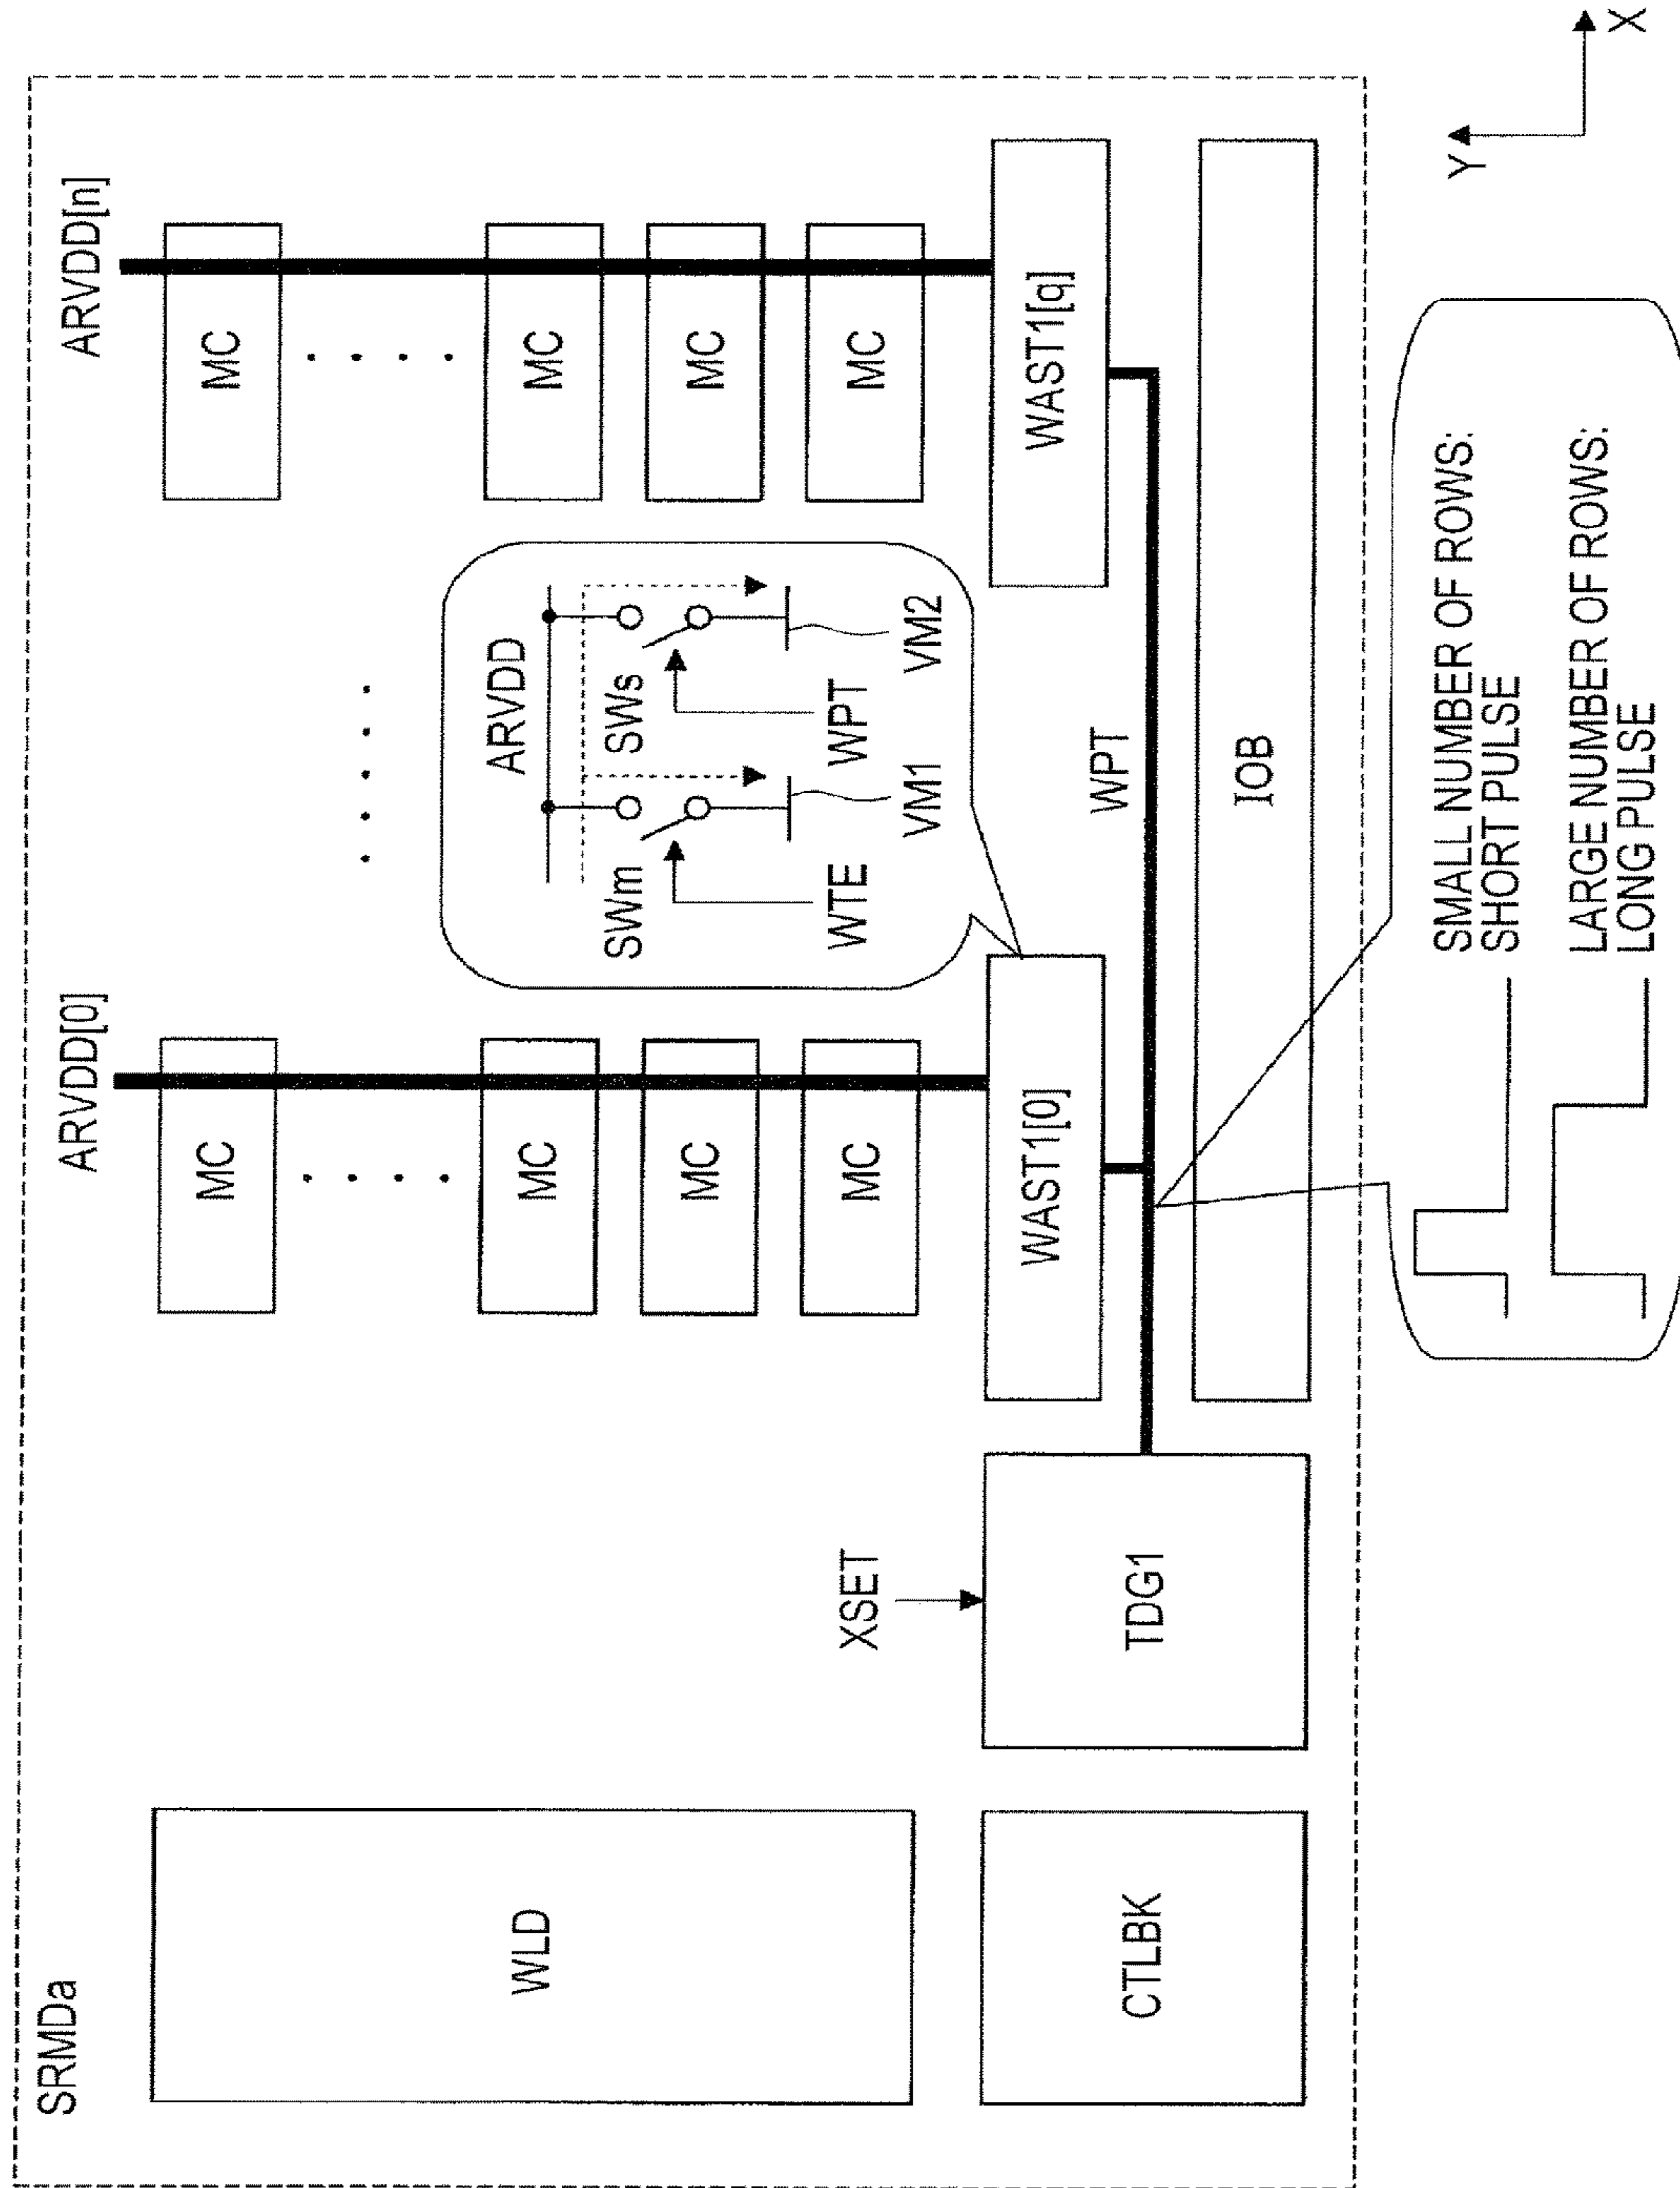 SRMDa
ARVDD[0]
ARVDD[n]
WLD
MC
MC
. . . .
. . . . .
. . . .
MC
MC
MC
MC
MC
MC
ARVDD
SWm
SWs
WTE
WPT
VM1
VM2
XSET
CTLBK
TDG1
WAST1[0]
WAST1[q]
WPT
IOB
Y
X
SMALL NUMBER OF ROWS:
SHORT PULSE
LARGE NUMBER OF ROWS:
LONG PULSE